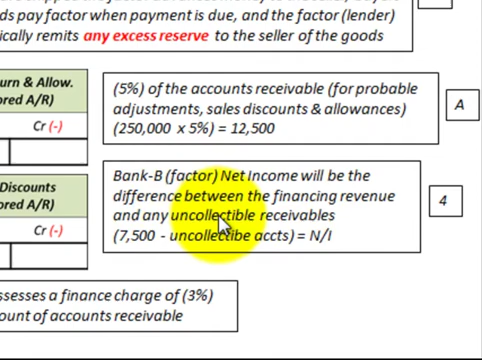 ds pay factor when payment is due, and the factor (lender)
ically remits any excess reserve to the seller of the goods
urn & Allow.
ored A/R)
Cr (-)
(5%) of the accounts receivable (for probable
adjustments, sales discounts & allowances)
(250,000 x 5%) = 12,500
A
Discounts
ored A/R)
Cr (-)
Bank-B (factor) Net Income will be the
difference between the financing revenue
and any uncollectible receivables
(7,500 - uncollectibe accts) = N/I
4
ssesses a finance charge of (3%)
ount of accounts receivable